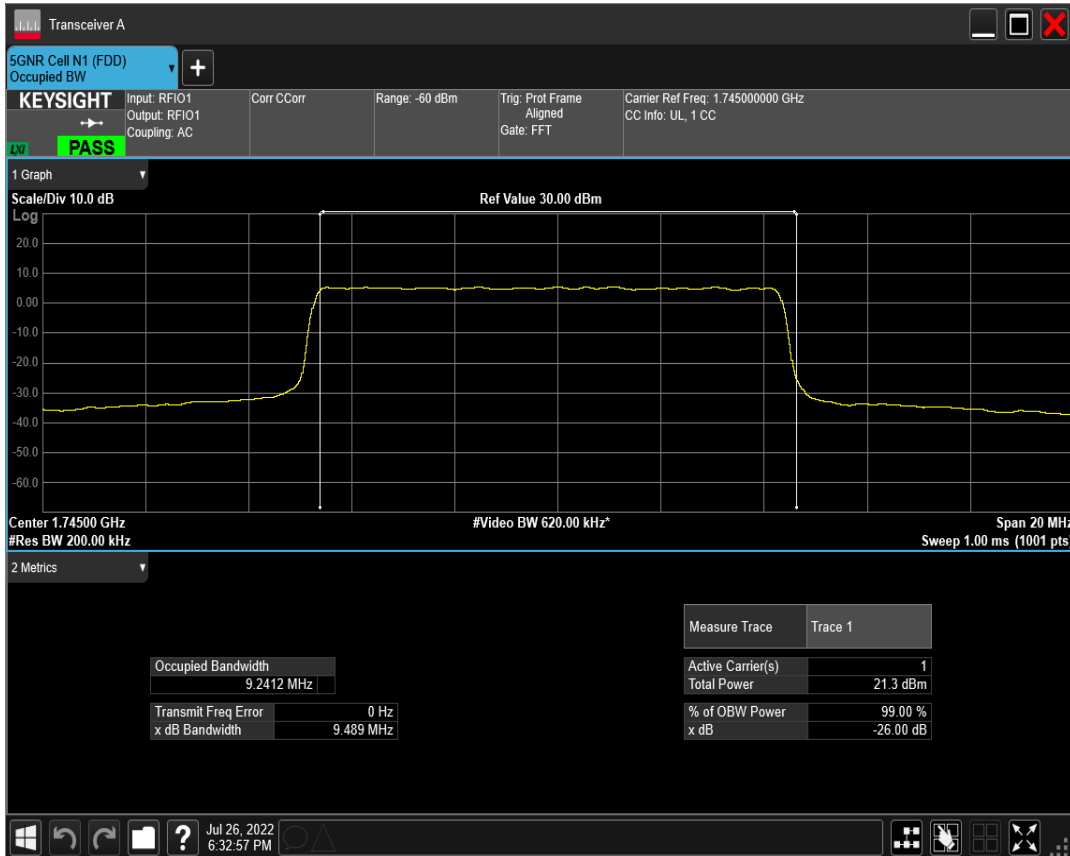 Transceiver A
5GNR Cell N1 (FDD)
Occupied BW
+
KEYSIGHT
LXI PASS
Input: RFIO1
Output: RFIO1
Coupling: AC
Corr CCorr
Range: -60 dBm
Trig: Prot Frame
Aligned
Gate: FFT
Carrier Ref Freq: 1.745000000 GHz
CC Info: UL, 1 CC
1 Graph
Scale/Div 10.0 dB
Ref Value 30.00 dBm
Log
20.0
10.0
0.00
-10.0
-20.0
-30.0
-40.0
-50.0
-60.0
Center 1.74500 GHz
#Video BW 620.00 kHz*
Span 20 MHz
#Res BW 200.00 kHz
Sweep 1.00 ms (1001 pts)
2 Metrics
Measure Trace Trace 1
Occupied Bandwidth
9.2412 MHz
Transmit Freq Error 0 Hz
x dB Bandwidth 9.489 MHz
Active Carrier(s) 1
Total Power 21.3 dBm
% of OBW Power 99.00 %
x dB -26.00 dB
?
Jul 26, 2022
6:32:57 PM